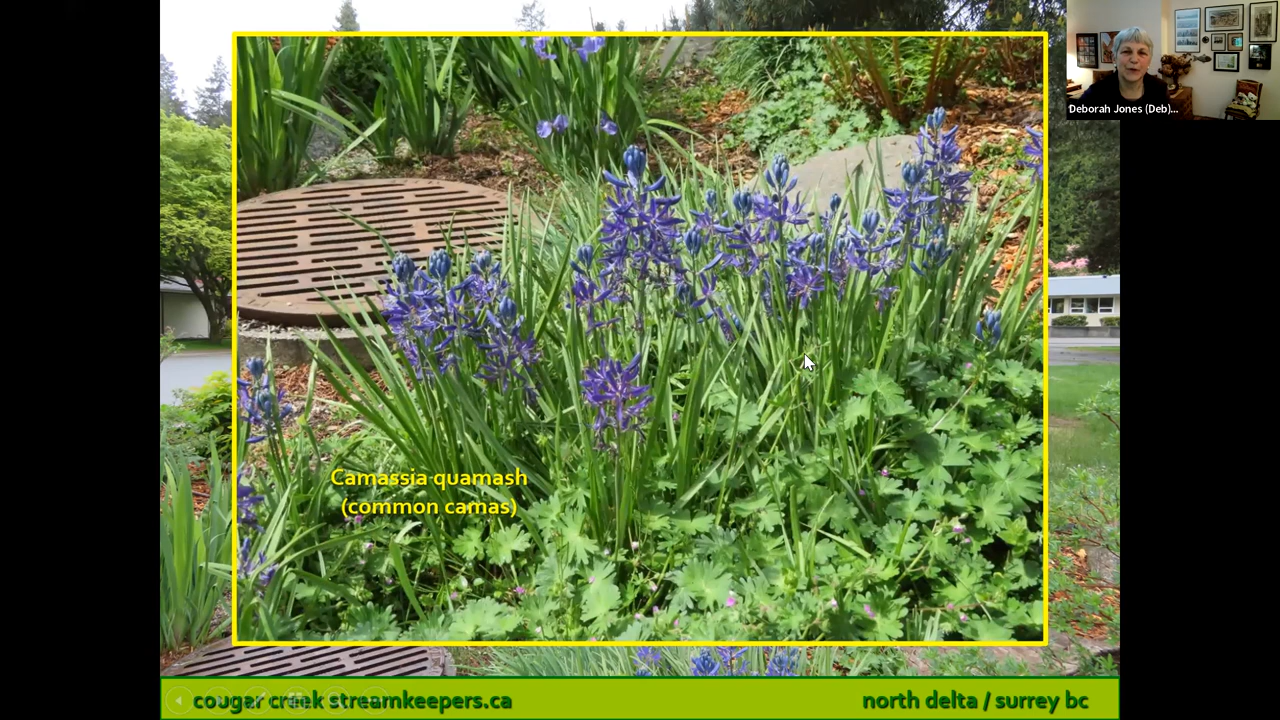 Deborah Jones (Deb)...
Camassia quamash
(common camas)
cougar creek streamkeepers.ca
north delta / surrey bc